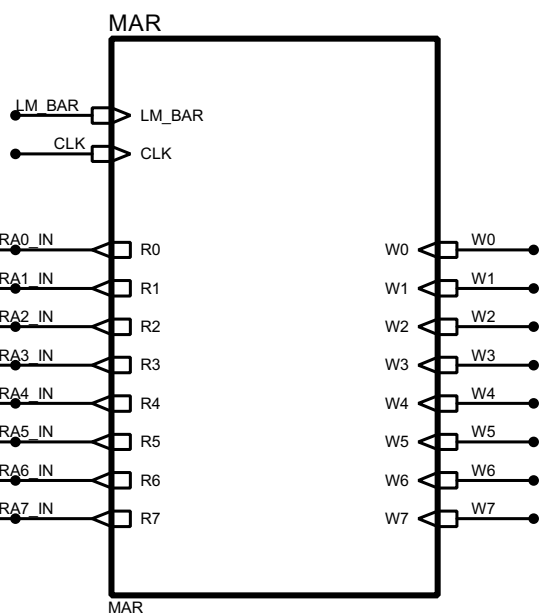 MAR
LM_BAR
LM_BAR
CLK
CLK
RA0_IN
R0
W0
W0
RA1_IN
R1
W1
W1
RA2_IN
R2
W2
W2
RA3_IN
R3
W3
W3
RA4_IN
R4
W4
W4
RA5_IN
R5
W5
W5
RA6_IN
R6
W6
W6
RA7_IN
R7
W7
W7
MAR